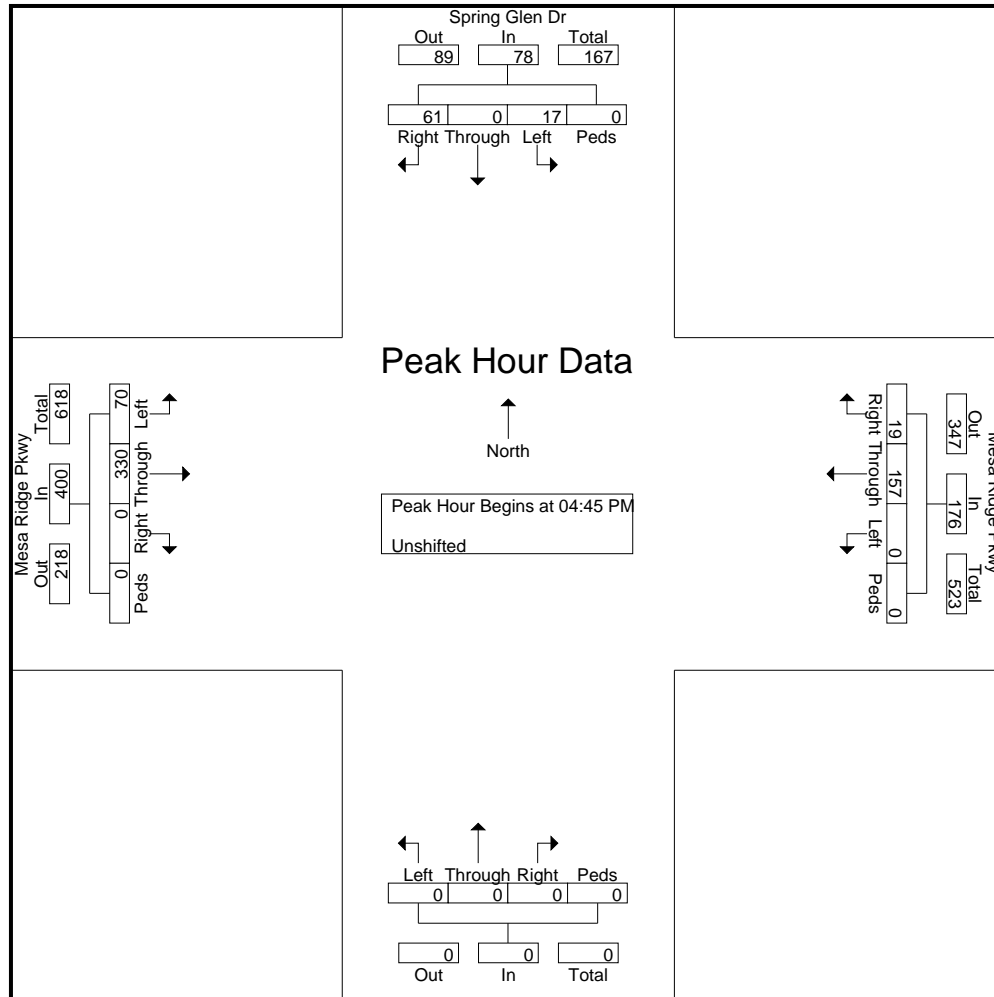 Spring Glen Dr
Out In Total
89 78 167
61 0 17 0
Right Through Left Peds
Peak Hour Data
North
Peak Hour Begins at 04:45 PM
Unshifted
Mesa Ridge Pkwy
Out In Total
218 400 618
70 330 0 0
Left Through Right Peds
Mesa Ridge Pkwy
Out In Total
347 176 523
19 157 0 0
Right Through Left Peds
Left Through Right Peds
0 0 0 0
0 0 0
Out In Total